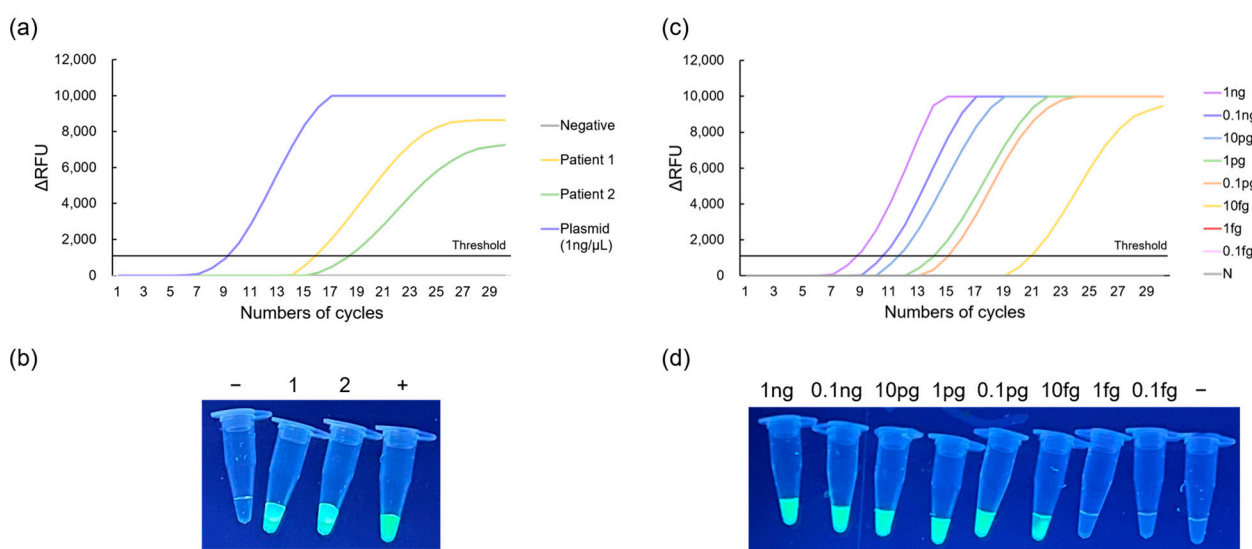 (a)
12,000
10,000
8,000
6,000
4,000
2,000
0
ΔRFU
Threshold
1 3 5 7 9 11 13 15 17 19 21 23 25 27 29
Numbers of cycles
Negative
Patient 1
Patient 2
Plasmid
(1ng/μL)
(c)
12,000
10,000
8,000
6,000
4,000
2,000
0
ΔRFU
Threshold
1 3 5 7 9 11 13 15 17 19 21 23 25 27 29
Numbers of cycles
1ng
0.1ng
10pg
1pg
0.1pg
10fg
1fg
0.1fg
N
(b)
− 1 2 +
(d)
1ng 0.1ng 10pg 1pg 0.1pg 10fg 1fg 0.1fg −